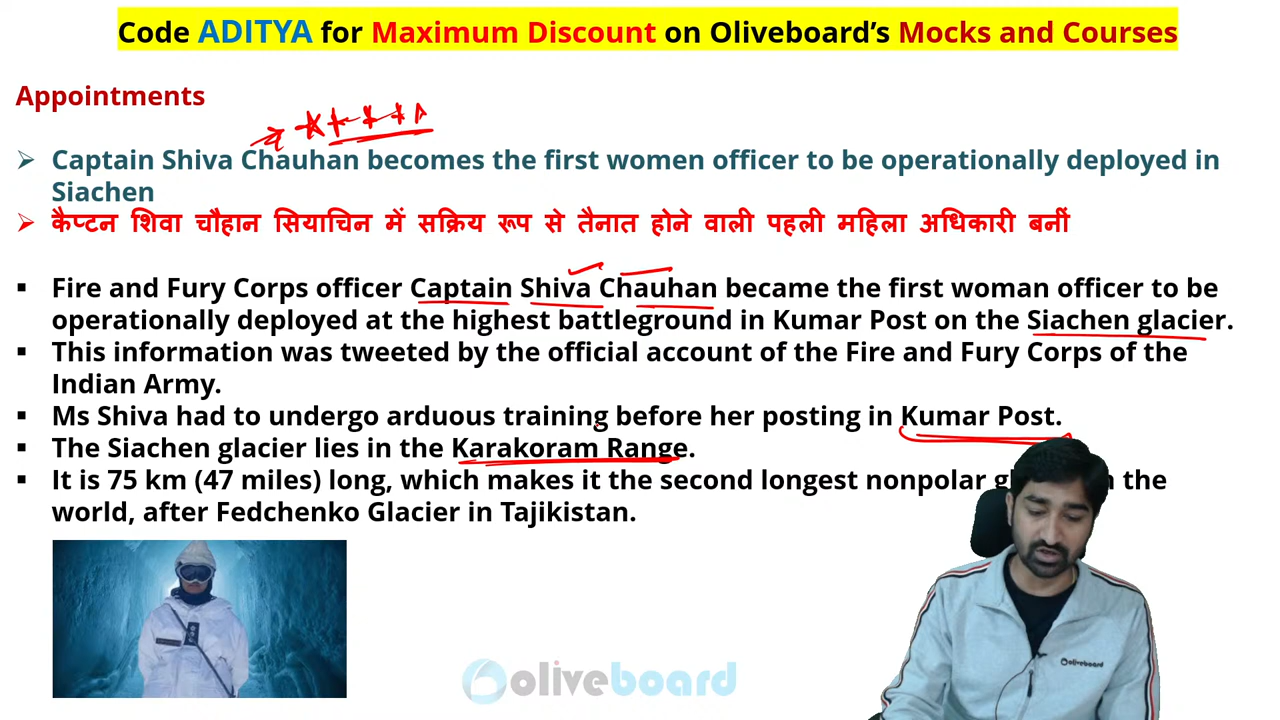 Code ADITYA for Maximum Discount on Oliveboard’s Mocks and Courses
Appointments
Captain Shiva Chauhan becomes the first women officer to be operationally deployed in
Siachen
कैप्टन शिवा चौहान सियाचिन में सक्रिय रूप से तैनात होने वाली पहली महिला अधिकारी बनीं
Fire and Fury Corps officer Captain Shiva Chauhan became the first woman officer to be
operationally deployed at the highest battleground in Kumar Post on the Siachen glacier.
This information was tweeted by the official account of the Fire and Fury Corps of the
Indian Army.
Ms Shiva had to undergo arduous training before her posting in Kumar Post.
The Siachen glacier lies in the Karakoram Range.
It is 75 km (47 miles) long, which makes it the second longest nonpolar the
world, after Fedchenko Glacier in Tajikistan.
oliveboard
oliveboard